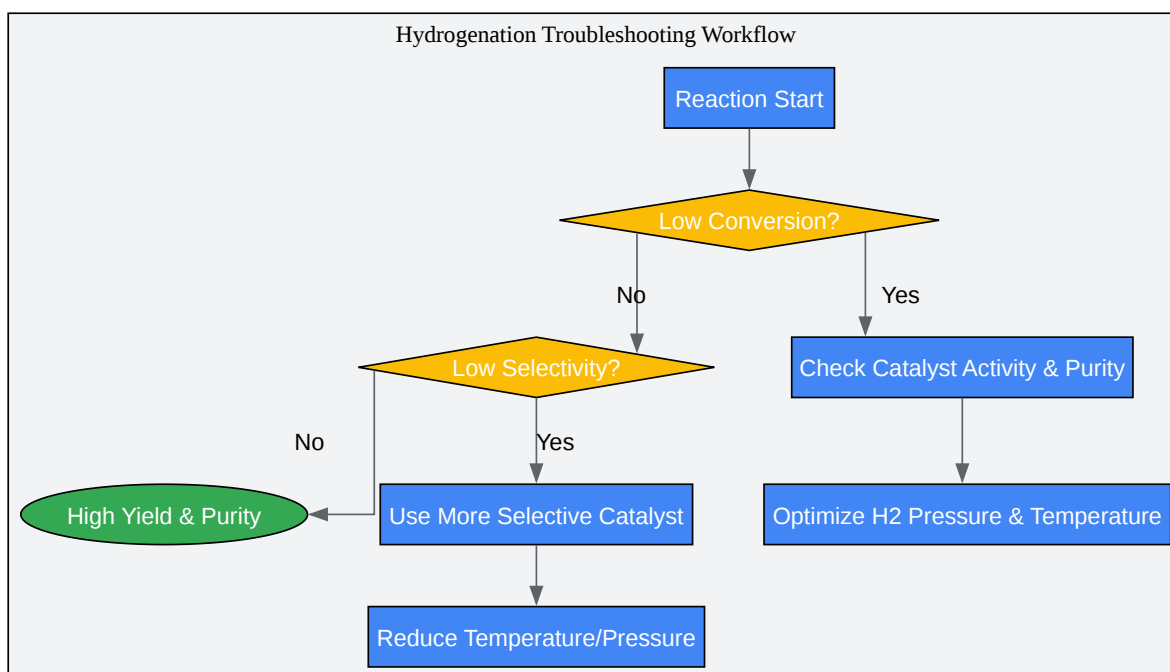 Hydrogenation Troubleshooting Workflow
Reaction Start
Low Conversion?
No
Yes
Low Selectivity?
Check Catalyst Activity & Purity
No
Yes
High Yield & Purity
Use More Selective Catalyst
Optimize H2 Pressure & Temperature
Reduce Temperature/Pressure